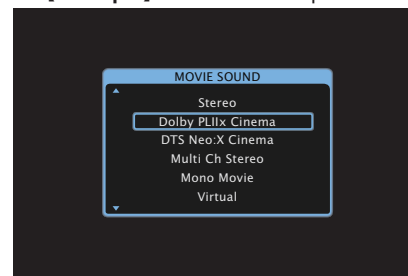 MOVIE SOUND
Stereo
Dolby PLIIx Cinema
DTS Neo:X Cinema
Multi Ch Stereo
Mono Movie
Virtual